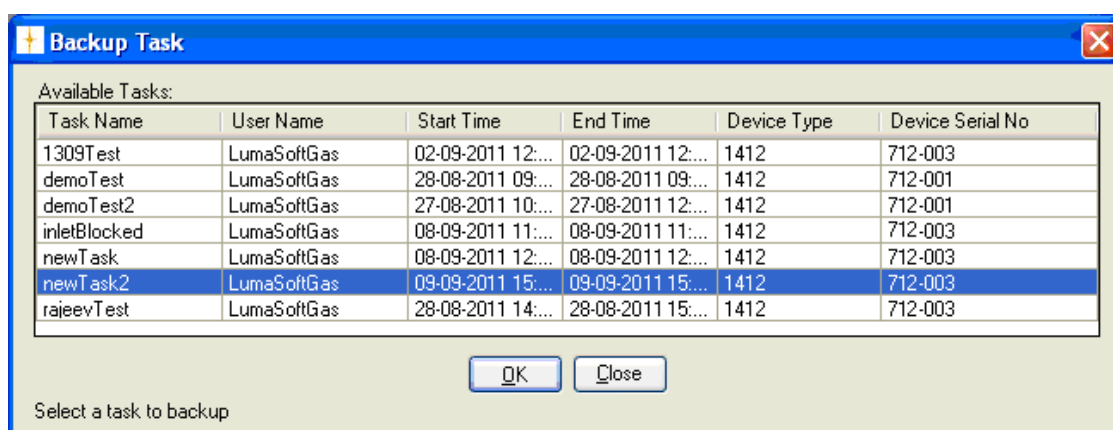 Backup Task
Available Tasks:
Task Name User Name Start Time End Time Device Type Device Serial No
1309Test LumaSoftGas 02-09-2011 12:... 02-09-2011 12:... 1412 712-003
demoTest LumaSoftGas 28-08-2011 09:... 28-08-2011 09:... 1412 712-001
demoTest2 LumaSoftGas 27-08-2011 10:... 27-08-2011 12:... 1412 712-001
inletBlocked LumaSoftGas 08-09-2011 11:... 08-09-2011 11:... 1412 712-003
newTask LumaSoftGas 08-09-2011 12:... 08-09-2011 12:... 1412 712-003
newTask2 LumaSoftGas 09-09-2011 15:... 09-09-2011 15:... 1412 712-003
rajeevTest LumaSoftGas 28-08-2011 14:... 28-08-2011 15:... 1412 712-003
OK Close
Select a task to backup